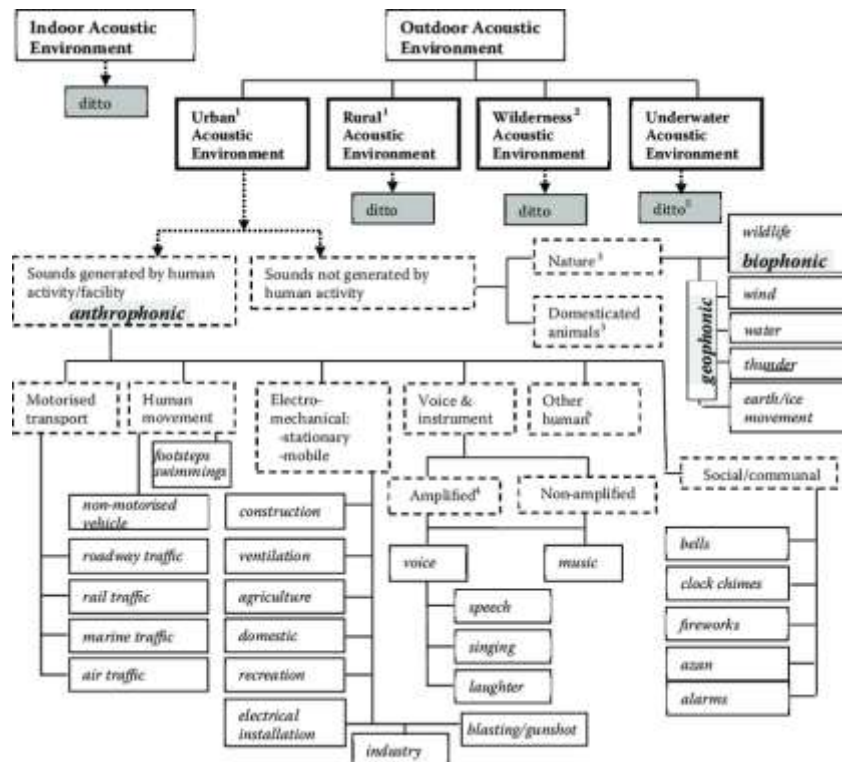 Indoor Acoustic
Environment
Outdoor Acoustic
Environment
ditto
Urban¹
Acoustic
Environment
Rural¹
Acoustic
Environment
Wilderness²
Acoustic
Environment
Underwater
Acoustic
Environment
ditto
ditto
ditto
Sounds generated by human
activity/facility
anthrophonic
Sounds not generated by
human activity
Nature³
Domesticated
animals³
wildlife
biophonic
geophonic
wind
water
thunder
earth/ice
movement
Motorised
transport
Human
movement
Electro-
mechanical:
-stationary
-mobile
Voice &
instrument
Other
human
Social/communal
footsteps
swimmings
non-motorised
vehicle
roadway traffic
rail traffic
marine traffic
air traffic
construction
ventilation
agriculture
domestic
recreation
electrical
installation
industry
blasting/gunshot
Amplified⁴
Non-amplified
voice
music
speech
singing
laughter
bells
clock chimes
fireworks
azan
alarms